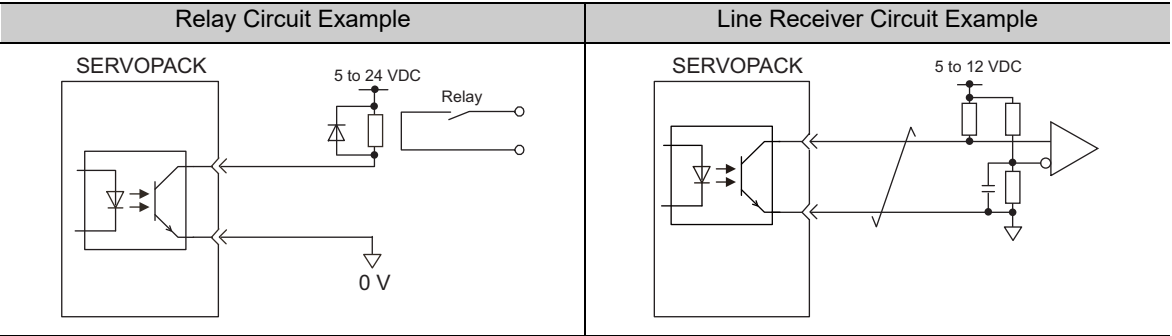 Relay Circuit Example
Line Receiver Circuit Example
SERVOPACK
5 to 24 VDC
Relay
0 V
SERVOPACK
5 to 12 VDC